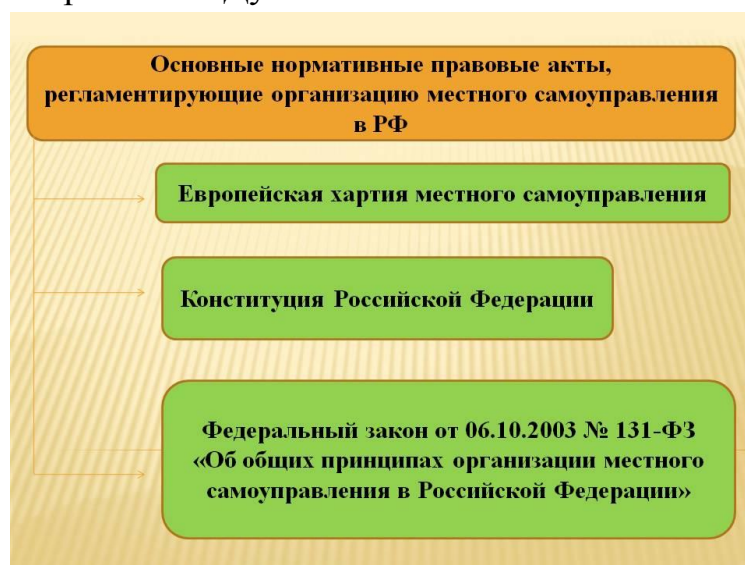 Основные нормативные правовые акты,
регламентирующие организацию местного самоуправления
в РФ
Европейская хартия местного самоуправления
Конституция Российской Федерации
Федеральный закон от 06.10.2003 № 131-ФЗ
«Об общих принципах организации местного
самоуправления в Российской Федерации»